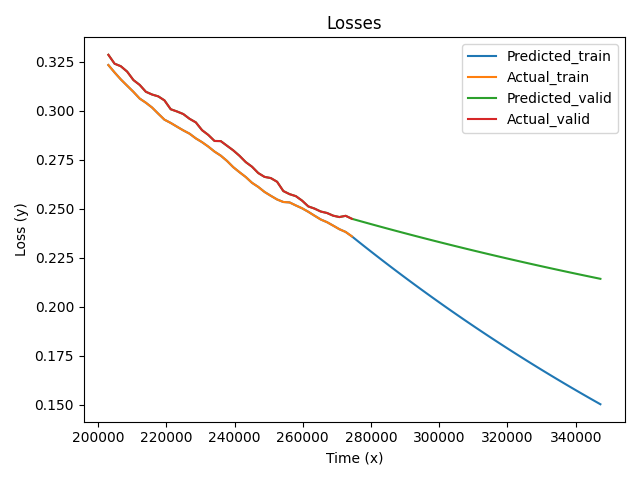 Losses
Predicted_train
Actual_train
Predicted_valid
Actual_valid
0.325
0.300
0.275
0.250
0.225
0.200
0.175
0.150
Loss (y)
200000 220000 240000 260000 280000 300000 320000 340000
Time (x)